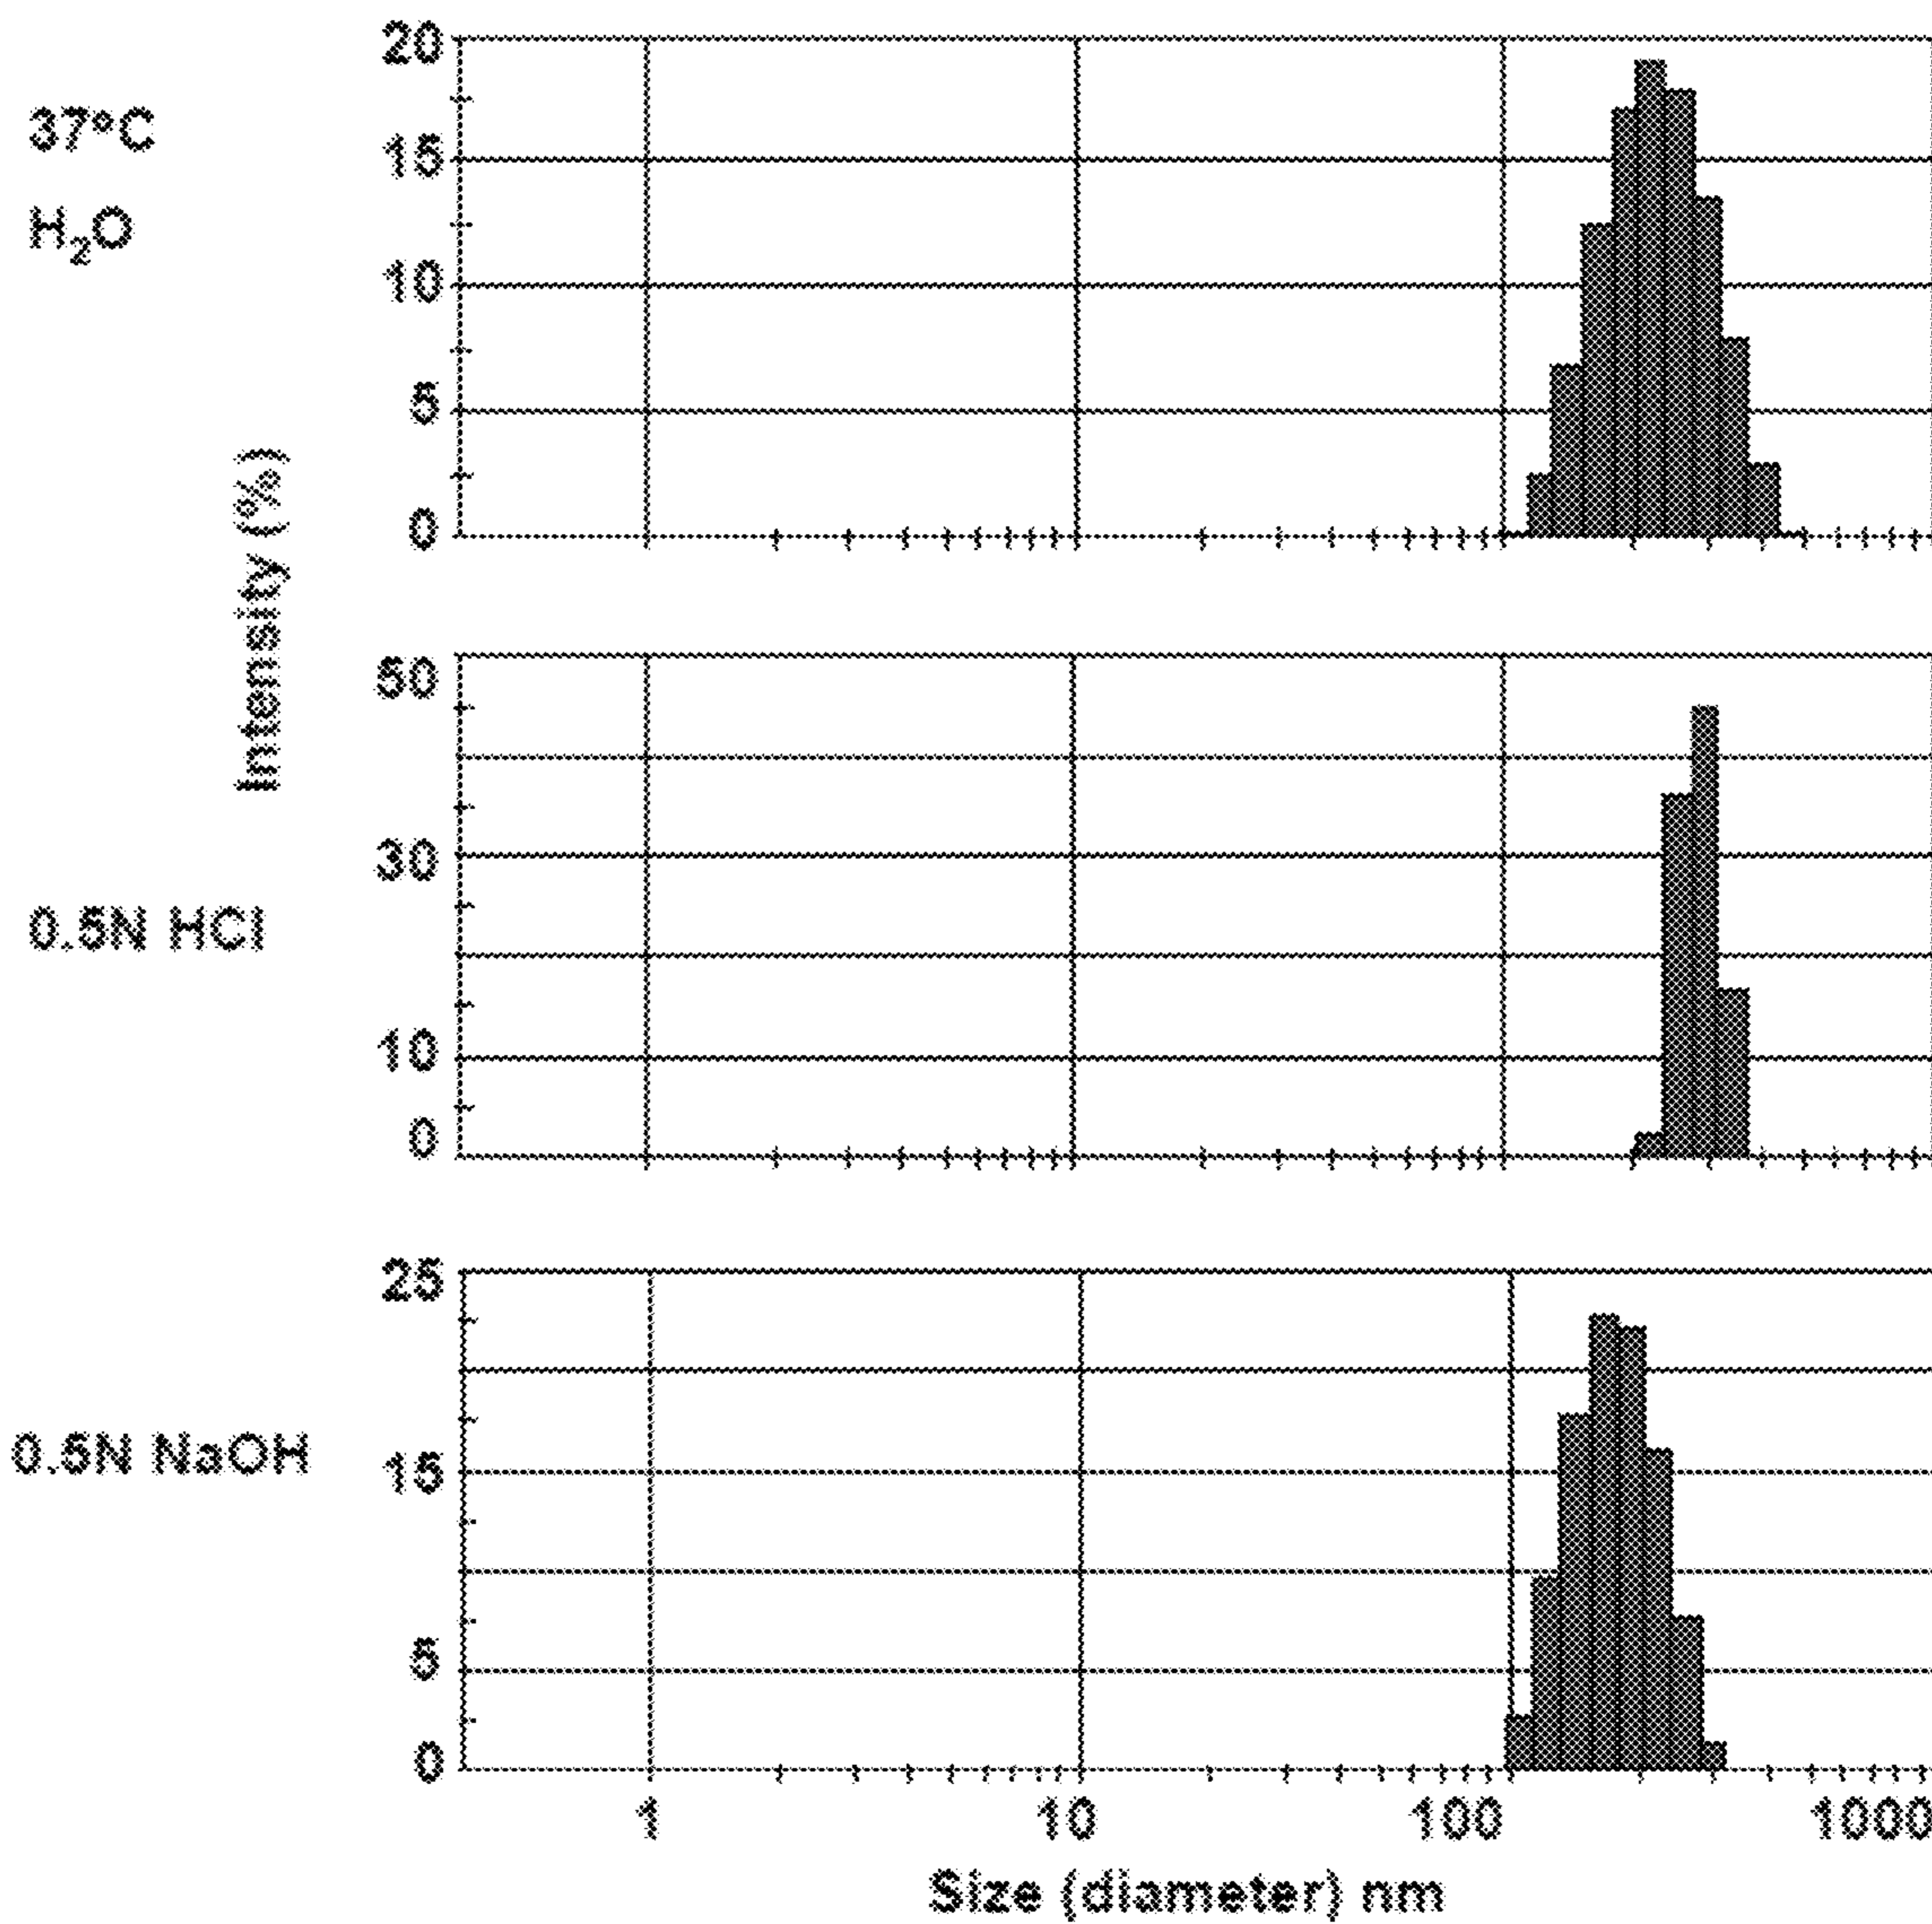 37°C
H₂O
Intensity (%)
20
15
10
5
0
0.5N HCl
50
30
10
0
0.5N NaOH
25
15
5
0
1 10 100 1000
Size (diameter) nm